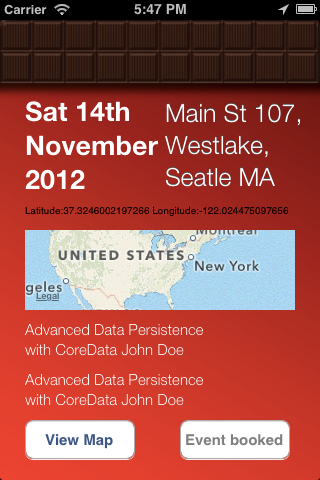 Carrier 5:47 PM
Sat 14th
November
2012
Main St 107,
Westlake,
Seatle MA
Latitude:37.3246002197266 Longitude:-122.024475097656
Montreal
UNITED STATES
New York
geles
Legal
Advanced Data Persistence
with CoreData John Doe
Advanced Data Persistence
with CoreData John Doe
View Map
Event booked